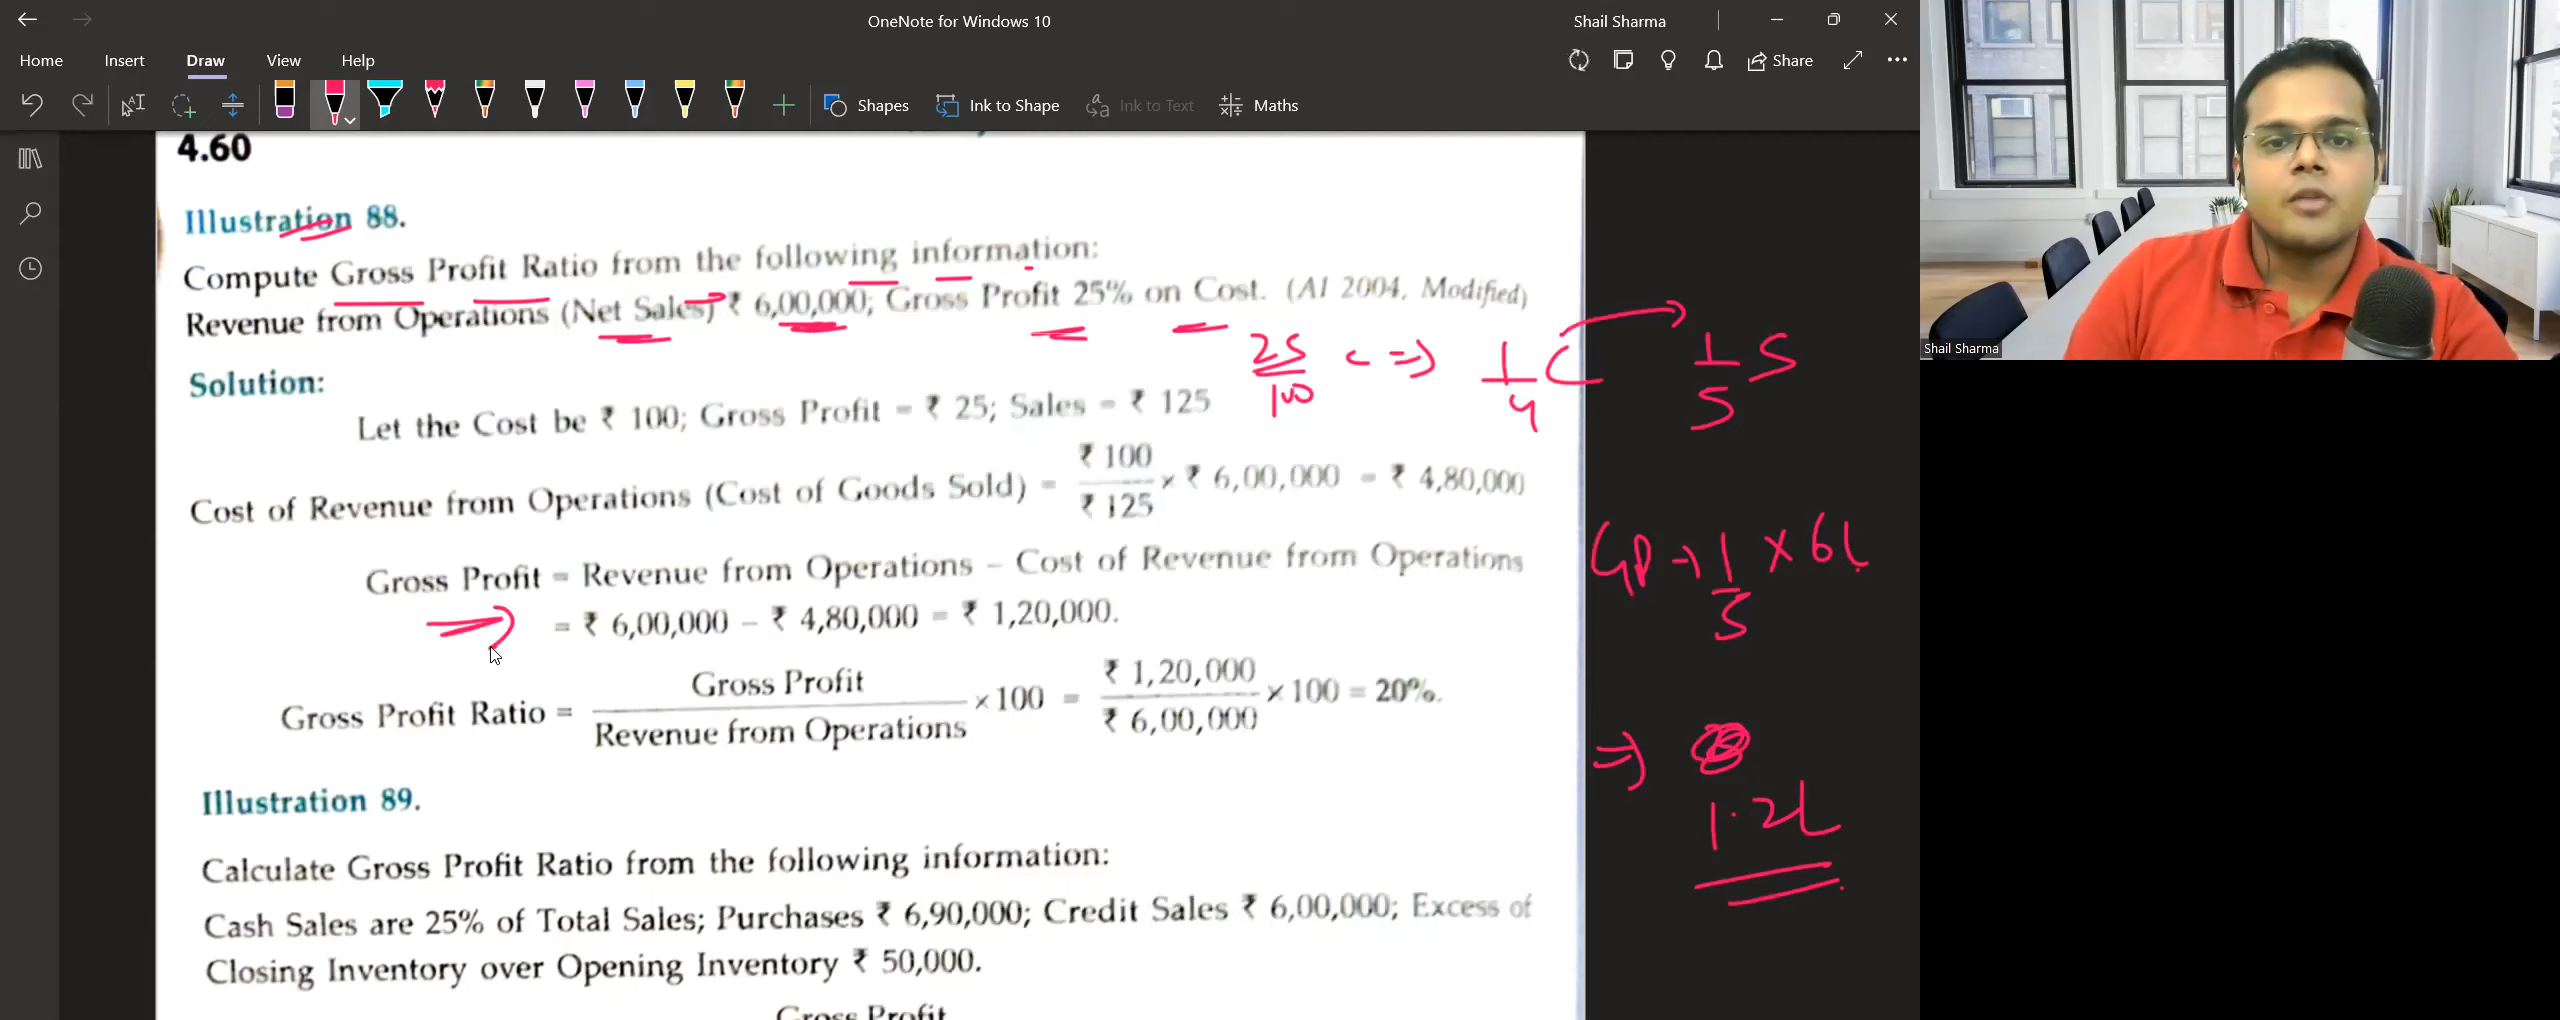 OneNote for Windows 10
Shail Sharma
Home Insert Draw View Help
Share
Shapes Ink to Shape Ink to Text Maths
4.60
Illustration 88.
Compute Gross Profit Ratio from the following information:
Revenue from Operations (Net Sales) ₹ 6,00,000; Gross Profit 25% on Cost. (AI 2004, Modified)
25/100 C ⇒ 1/4 C 1/5 S
Solution:
Let the Cost be ₹ 100; Gross Profit = ₹ 25; Sales = ₹ 125
Cost of Revenue from Operations (Cost of Goods Sold) = ₹ 100/₹ 125 × ₹ 6,00,000 = ₹ 4,80,000
Gross Profit = Revenue from Operations – Cost of Revenue from Operations
GP → 1/5 × 6L
= ₹ 6,00,000 – ₹ 4,80,000 = ₹ 1,20,000.
Gross Profit Ratio = Gross Profit/Revenue from Operations × 100 = ₹ 1,20,000/₹ 6,00,000 × 100 = 20%.
⇒ 1.2L
Illustration 89.
Calculate Gross Profit Ratio from the following information:
Cash Sales are 25% of Total Sales; Purchases ₹ 6,90,000; Credit Sales ₹ 6,00,000; Excess of
Closing Inventory over Opening Inventory ₹ 50,000.
Gross Profit
Shail Sharma